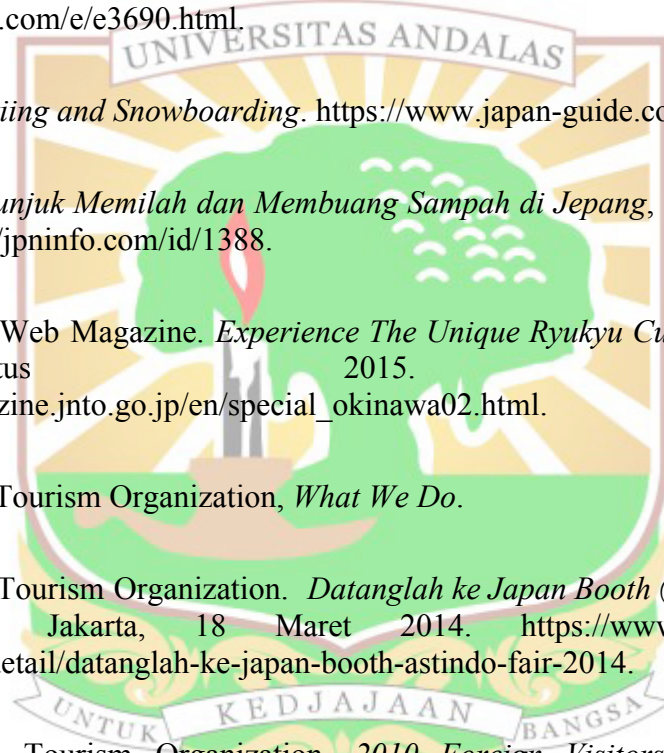 .com/e/e3690.html.
UNIVERSITAS ANDALAS
iing and Snowboarding. https://www.japan-guide.co
unjuk Memilah dan Membuang Sampah di Jepang,
/jpninfo.com/id/1388.
Web Magazine. Experience The Unique Ryukyu Cu
tus 2015.
zine.jnto.go.jp/en/special_okinawa02.html.
Tourism Organization, What We Do.
Tourism Organization. Datanglah ke Japan Booth @
Jakarta, 18 Maret 2014. https://www
detail/datanglah-ke-japan-booth-astindo-fair-2014.
UNTUK KEDJAJAAN BANGSA
Tourism Organization. 2010 Foreign Visitors